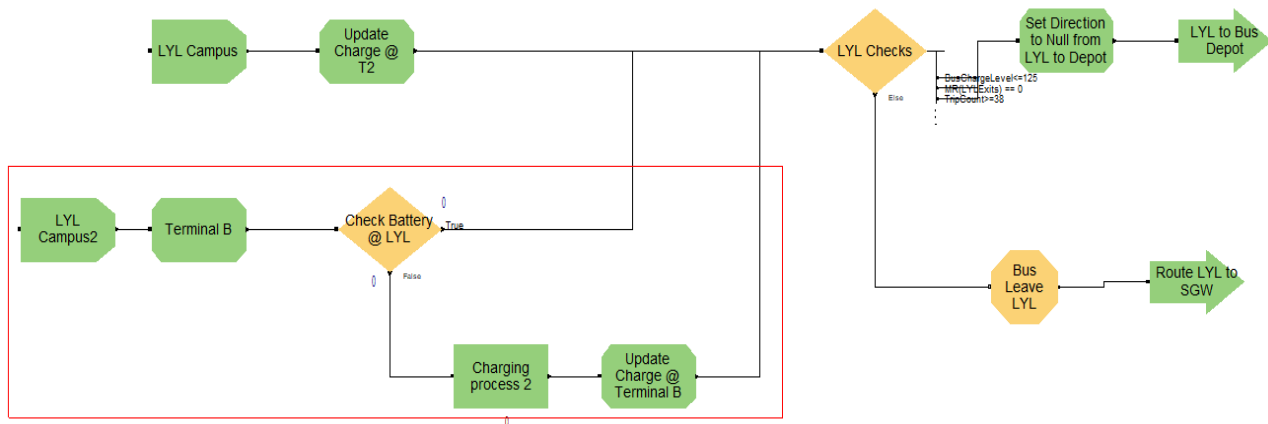 LYL Campus
Update
Charge @
T2
LYL Checks
BusChargeLevel<=125
MR(LYLExits) == 0
TripCount>=38
Else
Set Direction
to Null from
LYL to Depot
LYL to Bus
Depot
LYL
Campus2
Terminal B
Check Battery
@ LYL
0
True
0
False
Charging
process 2
0
Update
Charge @
Terminal B
Bus
Leave
LYL
Route LYL to
SGW